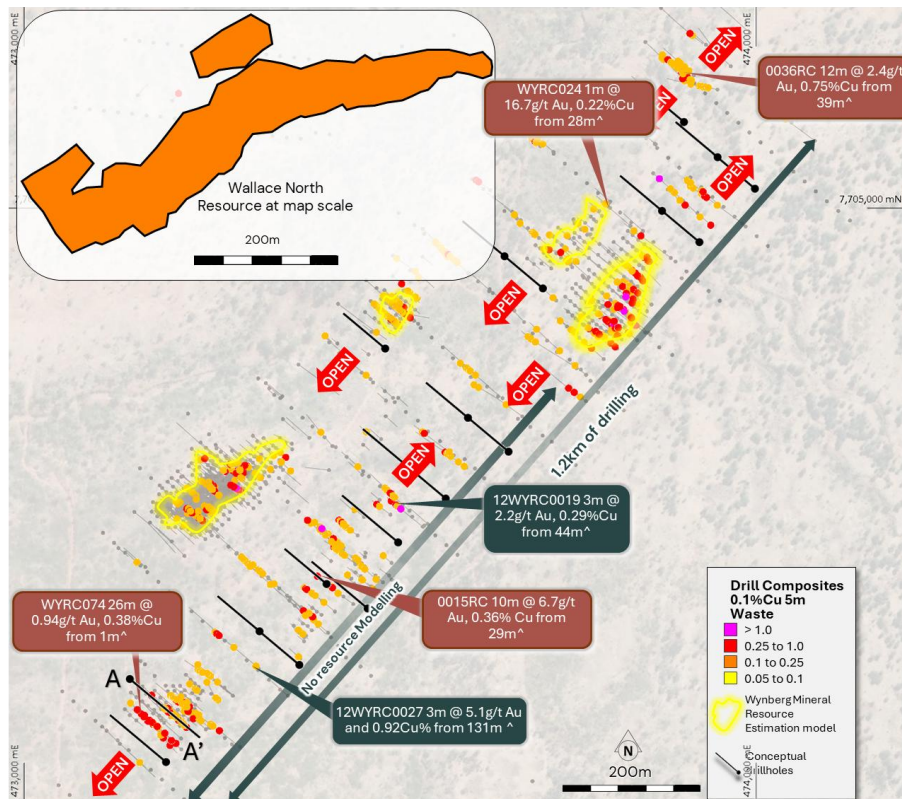 473,000 mE
474,000 mE
OPEN
0036RC 12m @ 2.4g/t
Au, 0.75%Cu from
39m^
WYRC024 1m @
16.7g/t Au, 0.22%Cu
from 28m^
OPEN
OPEN
7,705,000 mN
Wallace North
Resource at map scale
200m
OPEN
OPEN
OPEN
1.2km of drilling
OPEN
12WYRC0019 3m @
2.2g/t Au, 0.29%Cu
from 44m^
No resource Modelling
WYRC074 26m @
0.94g/t Au, 0.38%Cu
from 1m^
0015RC 10m @ 6.7g/t
Au, 0.36% Cu from
29m^
A
A'
12WYRC0027 3m @ 5.1g/t Au
and 0.92Cu% from 131m ^
OPEN
473,000 mE
N
200m
474,000 mE
Drill Composites
0.1%Cu 5m
Waste
> 1.0
0.25 to 1.0
0.1 to 0.25
0.05 to 0.1
Wynberg Mineral
Resource
Estimation model
Conceptual
drillholes